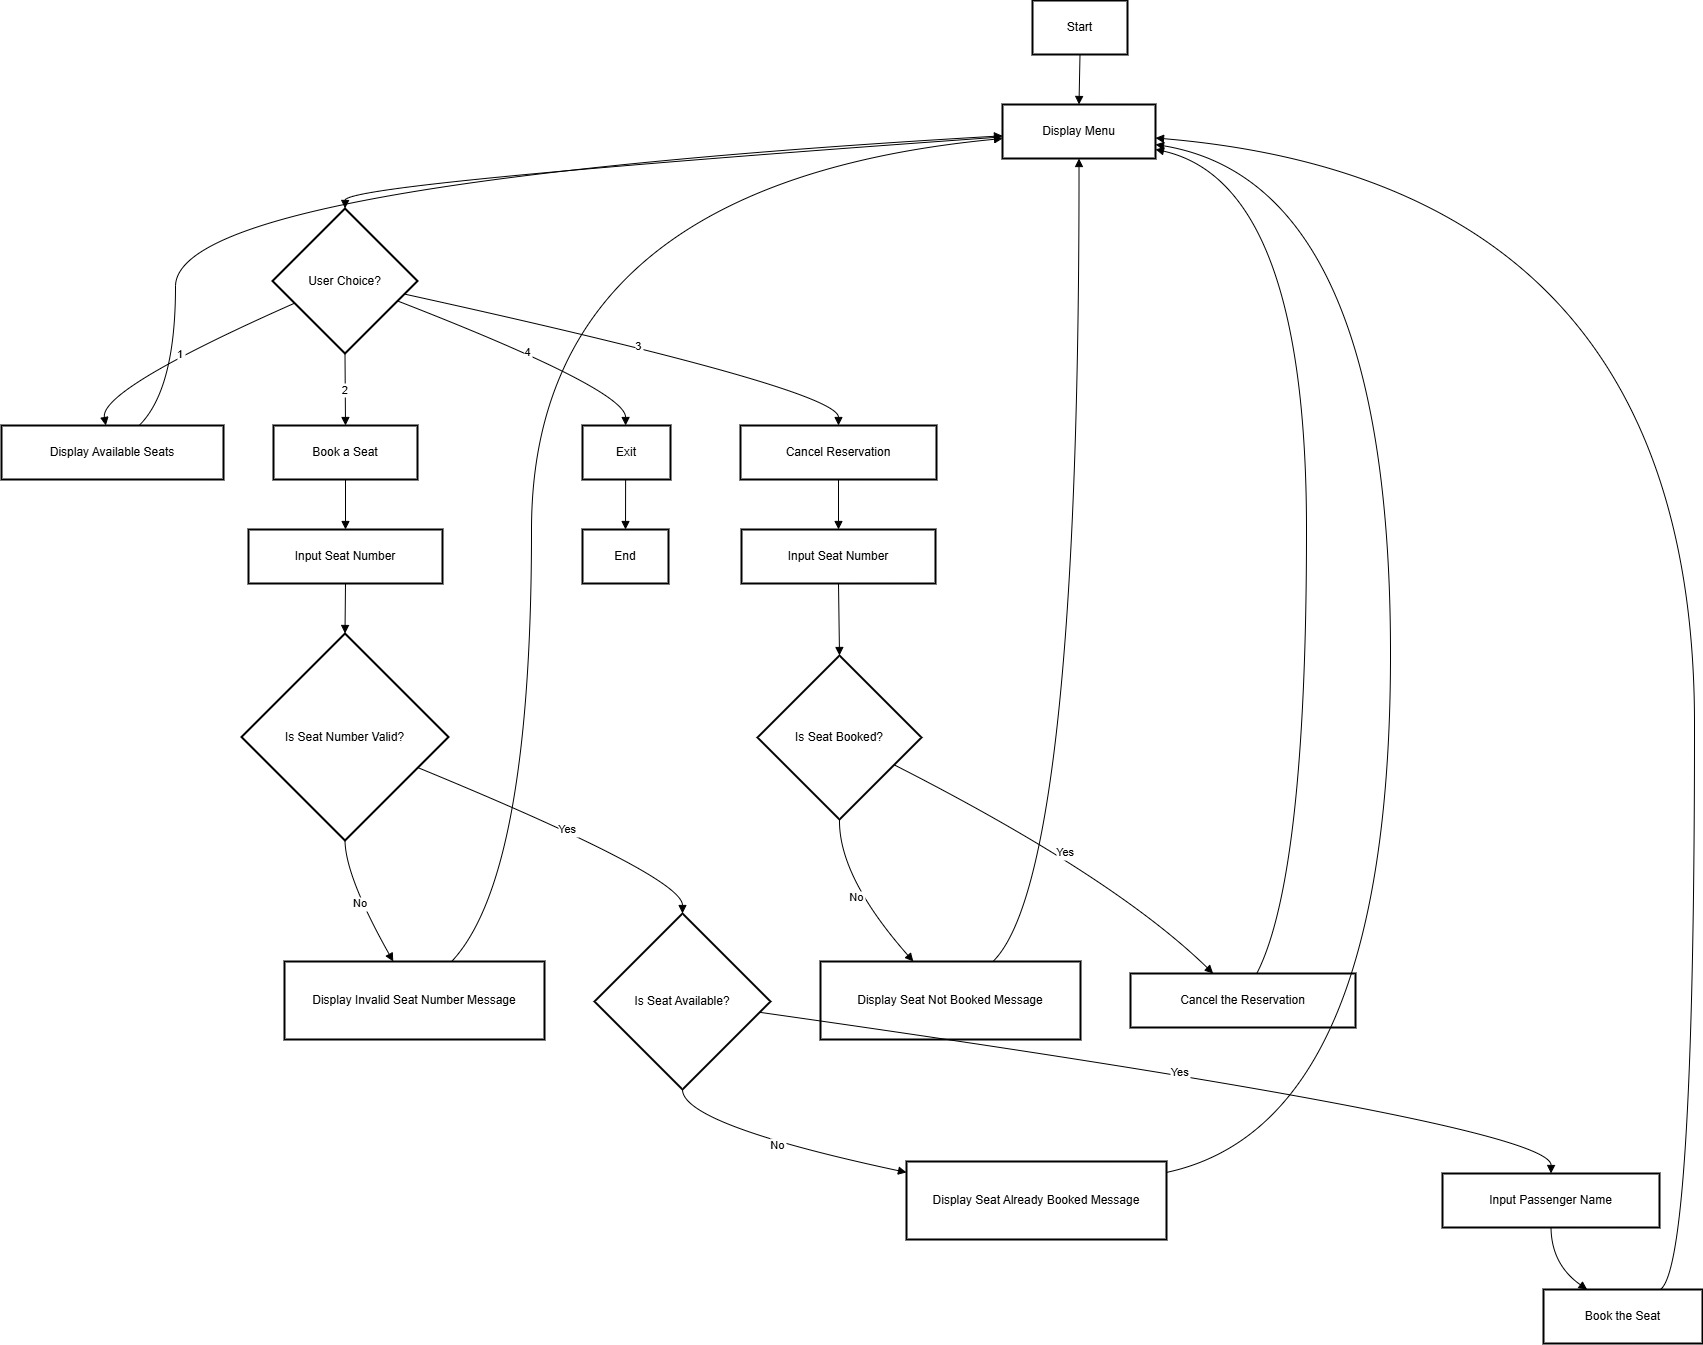 Start
Display Menu
User Choice?
1
2
4
3
Display Available Seats
Book a Seat
Exit
Cancel Reservation
Input Seat Number
End
Input Seat Number
Is Seat Number Valid?
Is Seat Booked?
Yes
Yes
No
No
Display Invalid Seat Number Message
Is Seat Available?
Display Seat Not Booked Message
Cancel the Reservation
Yes
No
Display Seat Already Booked Message
Input Passenger Name
Book the Seat